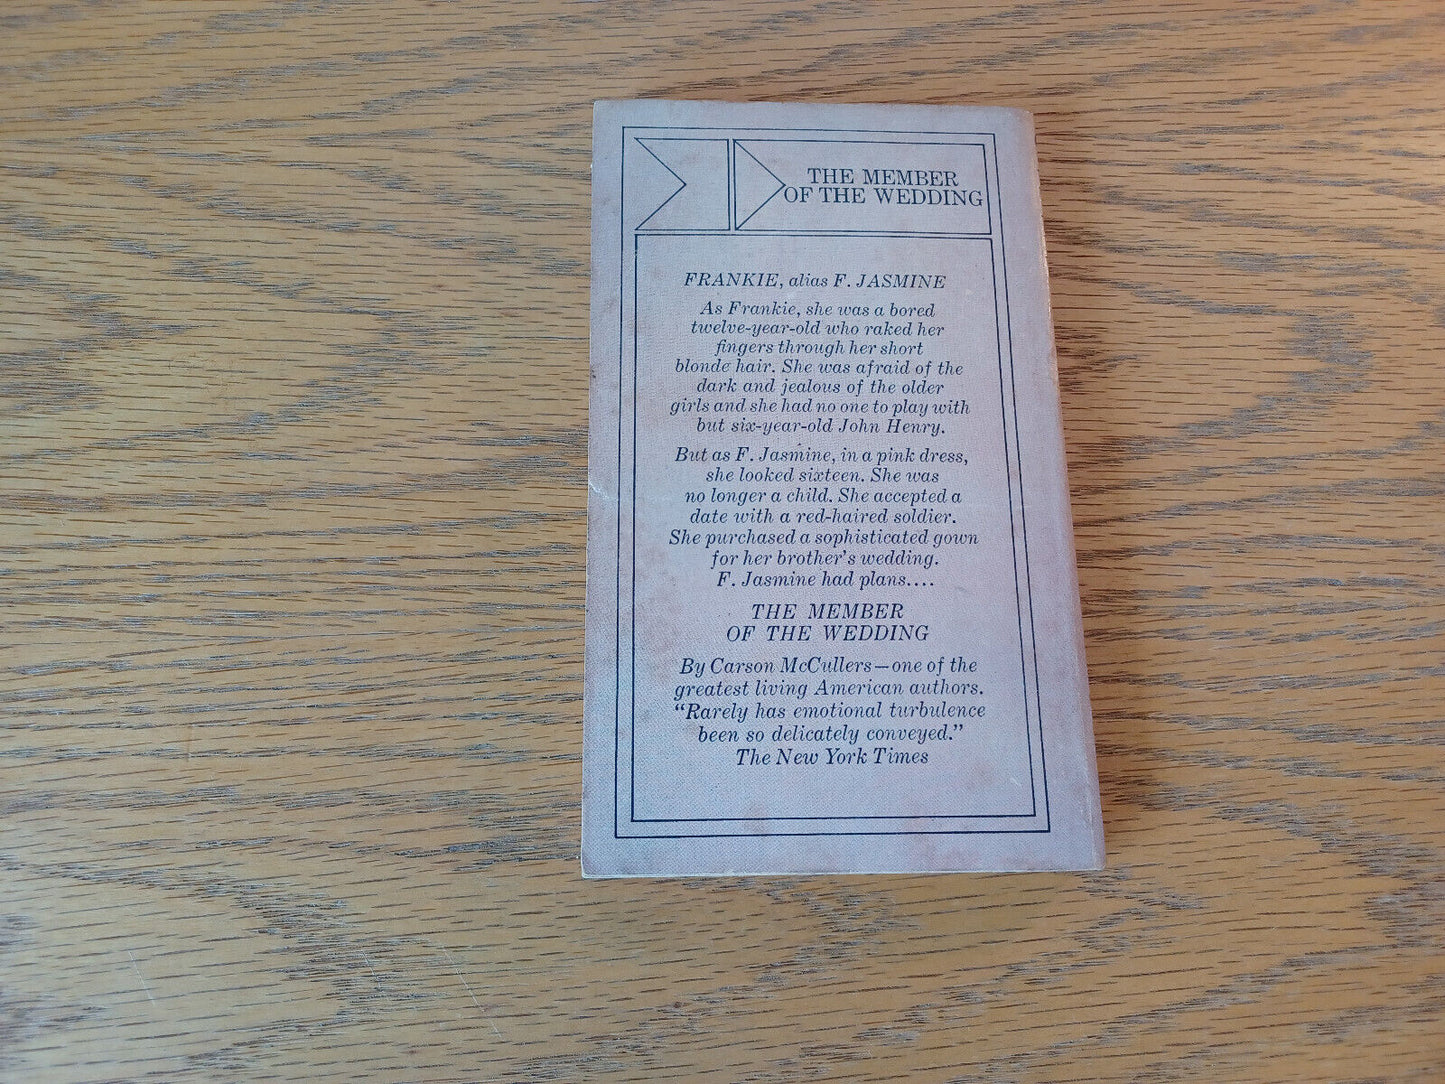 THE MEMBER
OF THE WEDDING
FRANKIE, alias F. JASMINE
As Frankie, she was a bored
twelve-year-old who raked her
fingers through her short
blonde hair. She was afraid of the
dark and jealous of the older
girls and she had no one to play with
but six-year-old John Henry.
But as F. Jasmine, in a pink dress,
she looked sixteen. She was
no longer a child. She accepted a
date with a red-haired soldier.
She purchased a sophisticated gown
for her brother's wedding.
F. Jasmine had plans....
THE MEMBER
OF THE WEDDING
By Carson McCullers—one of the
greatest living American authors.
“Rarely has emotional turbulence
been so delicately conveyed.”
The New York Times